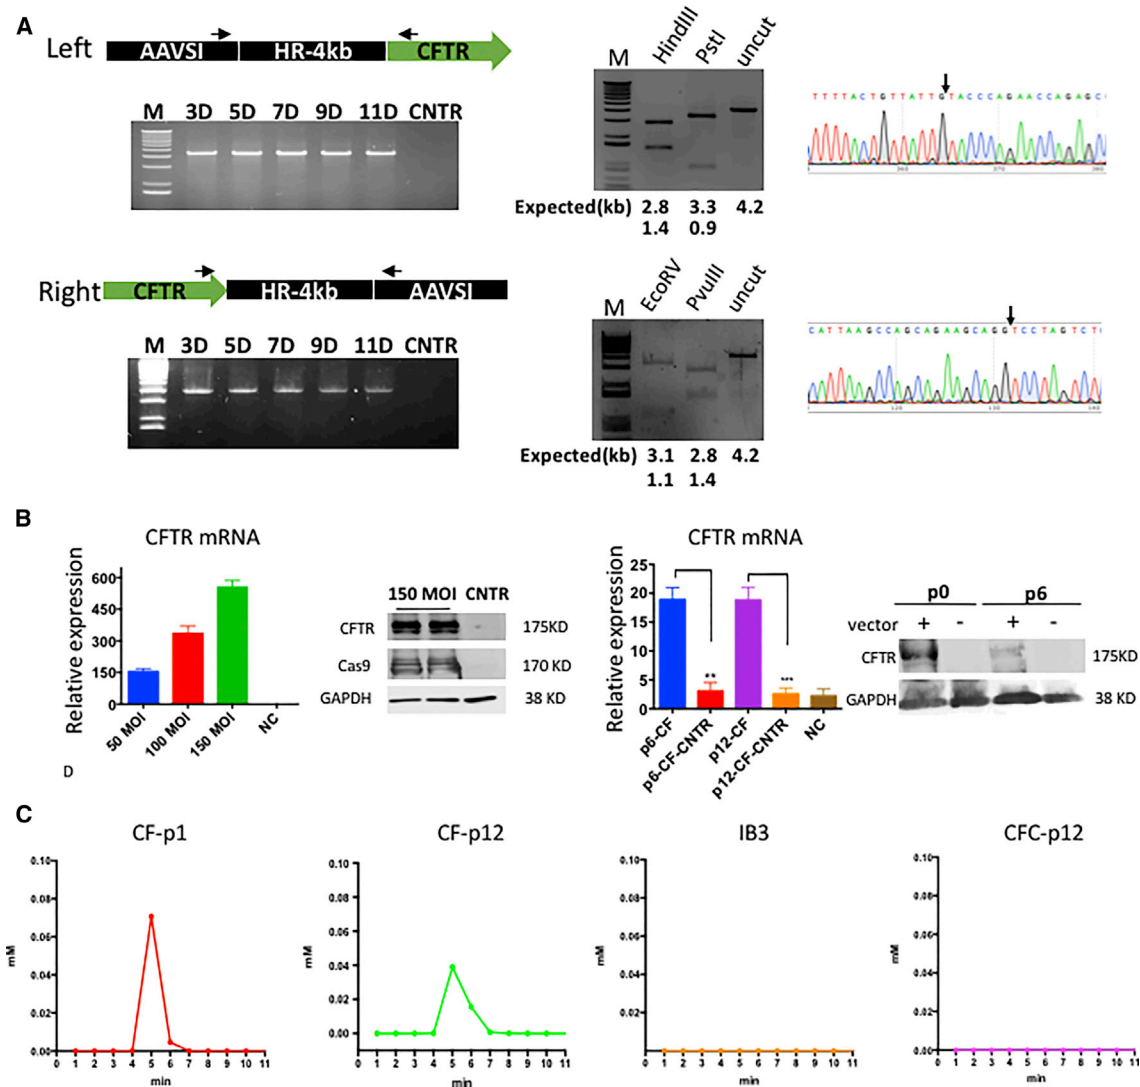 A
Left
AAVSI HR-4kb CFTR
M 3D 5D 7D 9D 11D CNTR
M HindIII PstI uncut
Expected(kb) 2.8 3.3 4.2
1.4 0.9
T T T T A C T G T T A T T G T A C C C A G A A C C A G A G C
360 370 380
Right
CFTR HR-4kb AAVSI
M 3D 5D 7D 9D 11D CNTR
M EcoRV PvuIII uncut
Expected(kb) 3.1 2.8 4.2
1.1 1.4
C A T T A A G C C A G C A G A A G C A G G T C C T A G T C T
120 130 140
B
CFTR mRNA
Relative expression
600
450
300
150
0
50 MOI 100 MOI 150 MOI NC
150 MOI CNTR
CFTR 175KD
Cas9 170 KD
GAPDH 38 KD
CFTR mRNA
Relative expression
25
20
15
10
5
0
** ***
p6-CF p6-CF-CNTR p12-CF p12-CF-CNTR NC
p0 p6
vector + - + -
CFTR 175KD
GAPDH 38 KD
D
C
CF-p1
mM
0.10
0.08
0.06
0.04
0.02
0.00
0 1 2 3 4 5 6 7 8 9 10 11
min
CF-p12
mM
0.10
0.08
0.06
0.04
0.02
0.00
0 1 2 3 4 5 6 7 8 9 10 11
min
IB3
mM
0.10
0.08
0.06
0.04
0.02
0.00
0 1 2 3 4 5 6 7 8 9 10 11
min
CFC-p12
mM
0.10
0.08
0.06
0.04
0.02
0.00
0 1 2 3 4 5 6 7 8 9 10 11
min